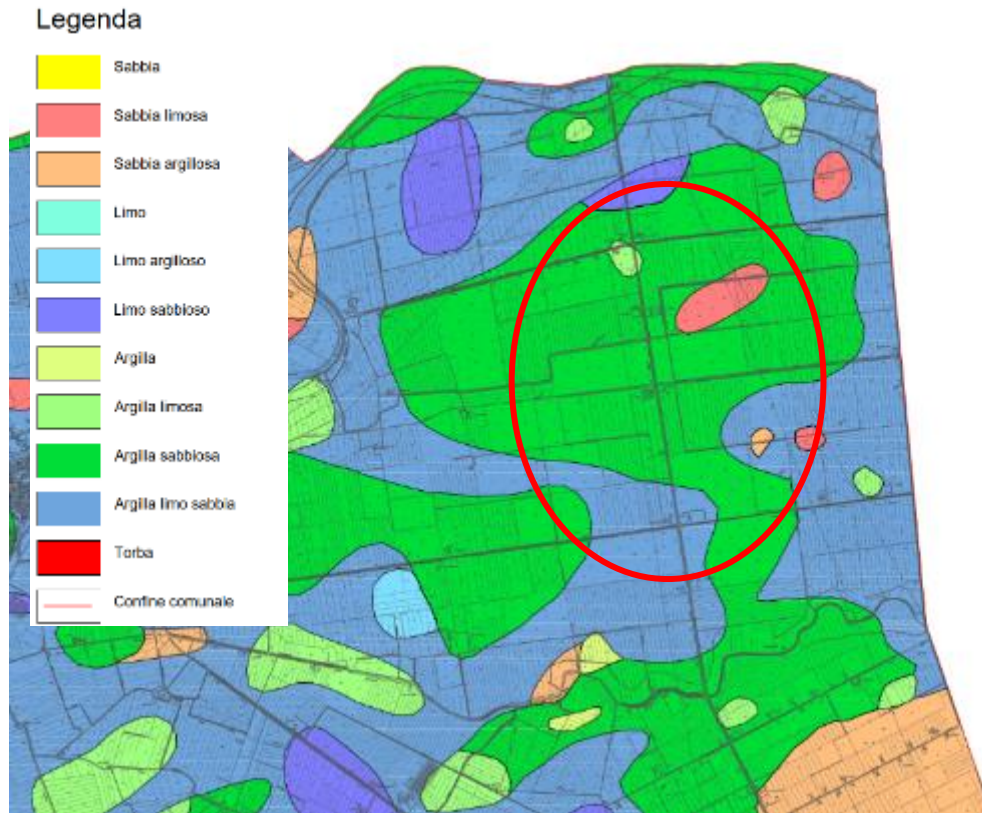 Legenda
Sabbia
Sabbia limosa
Sabbia argillosa
Limo
Limo argilloso
Limo sabbioso
Argilla
Argilla limosa
Argilla sabbiosa
Argilla limo sabbia
Torba
Confine comunale